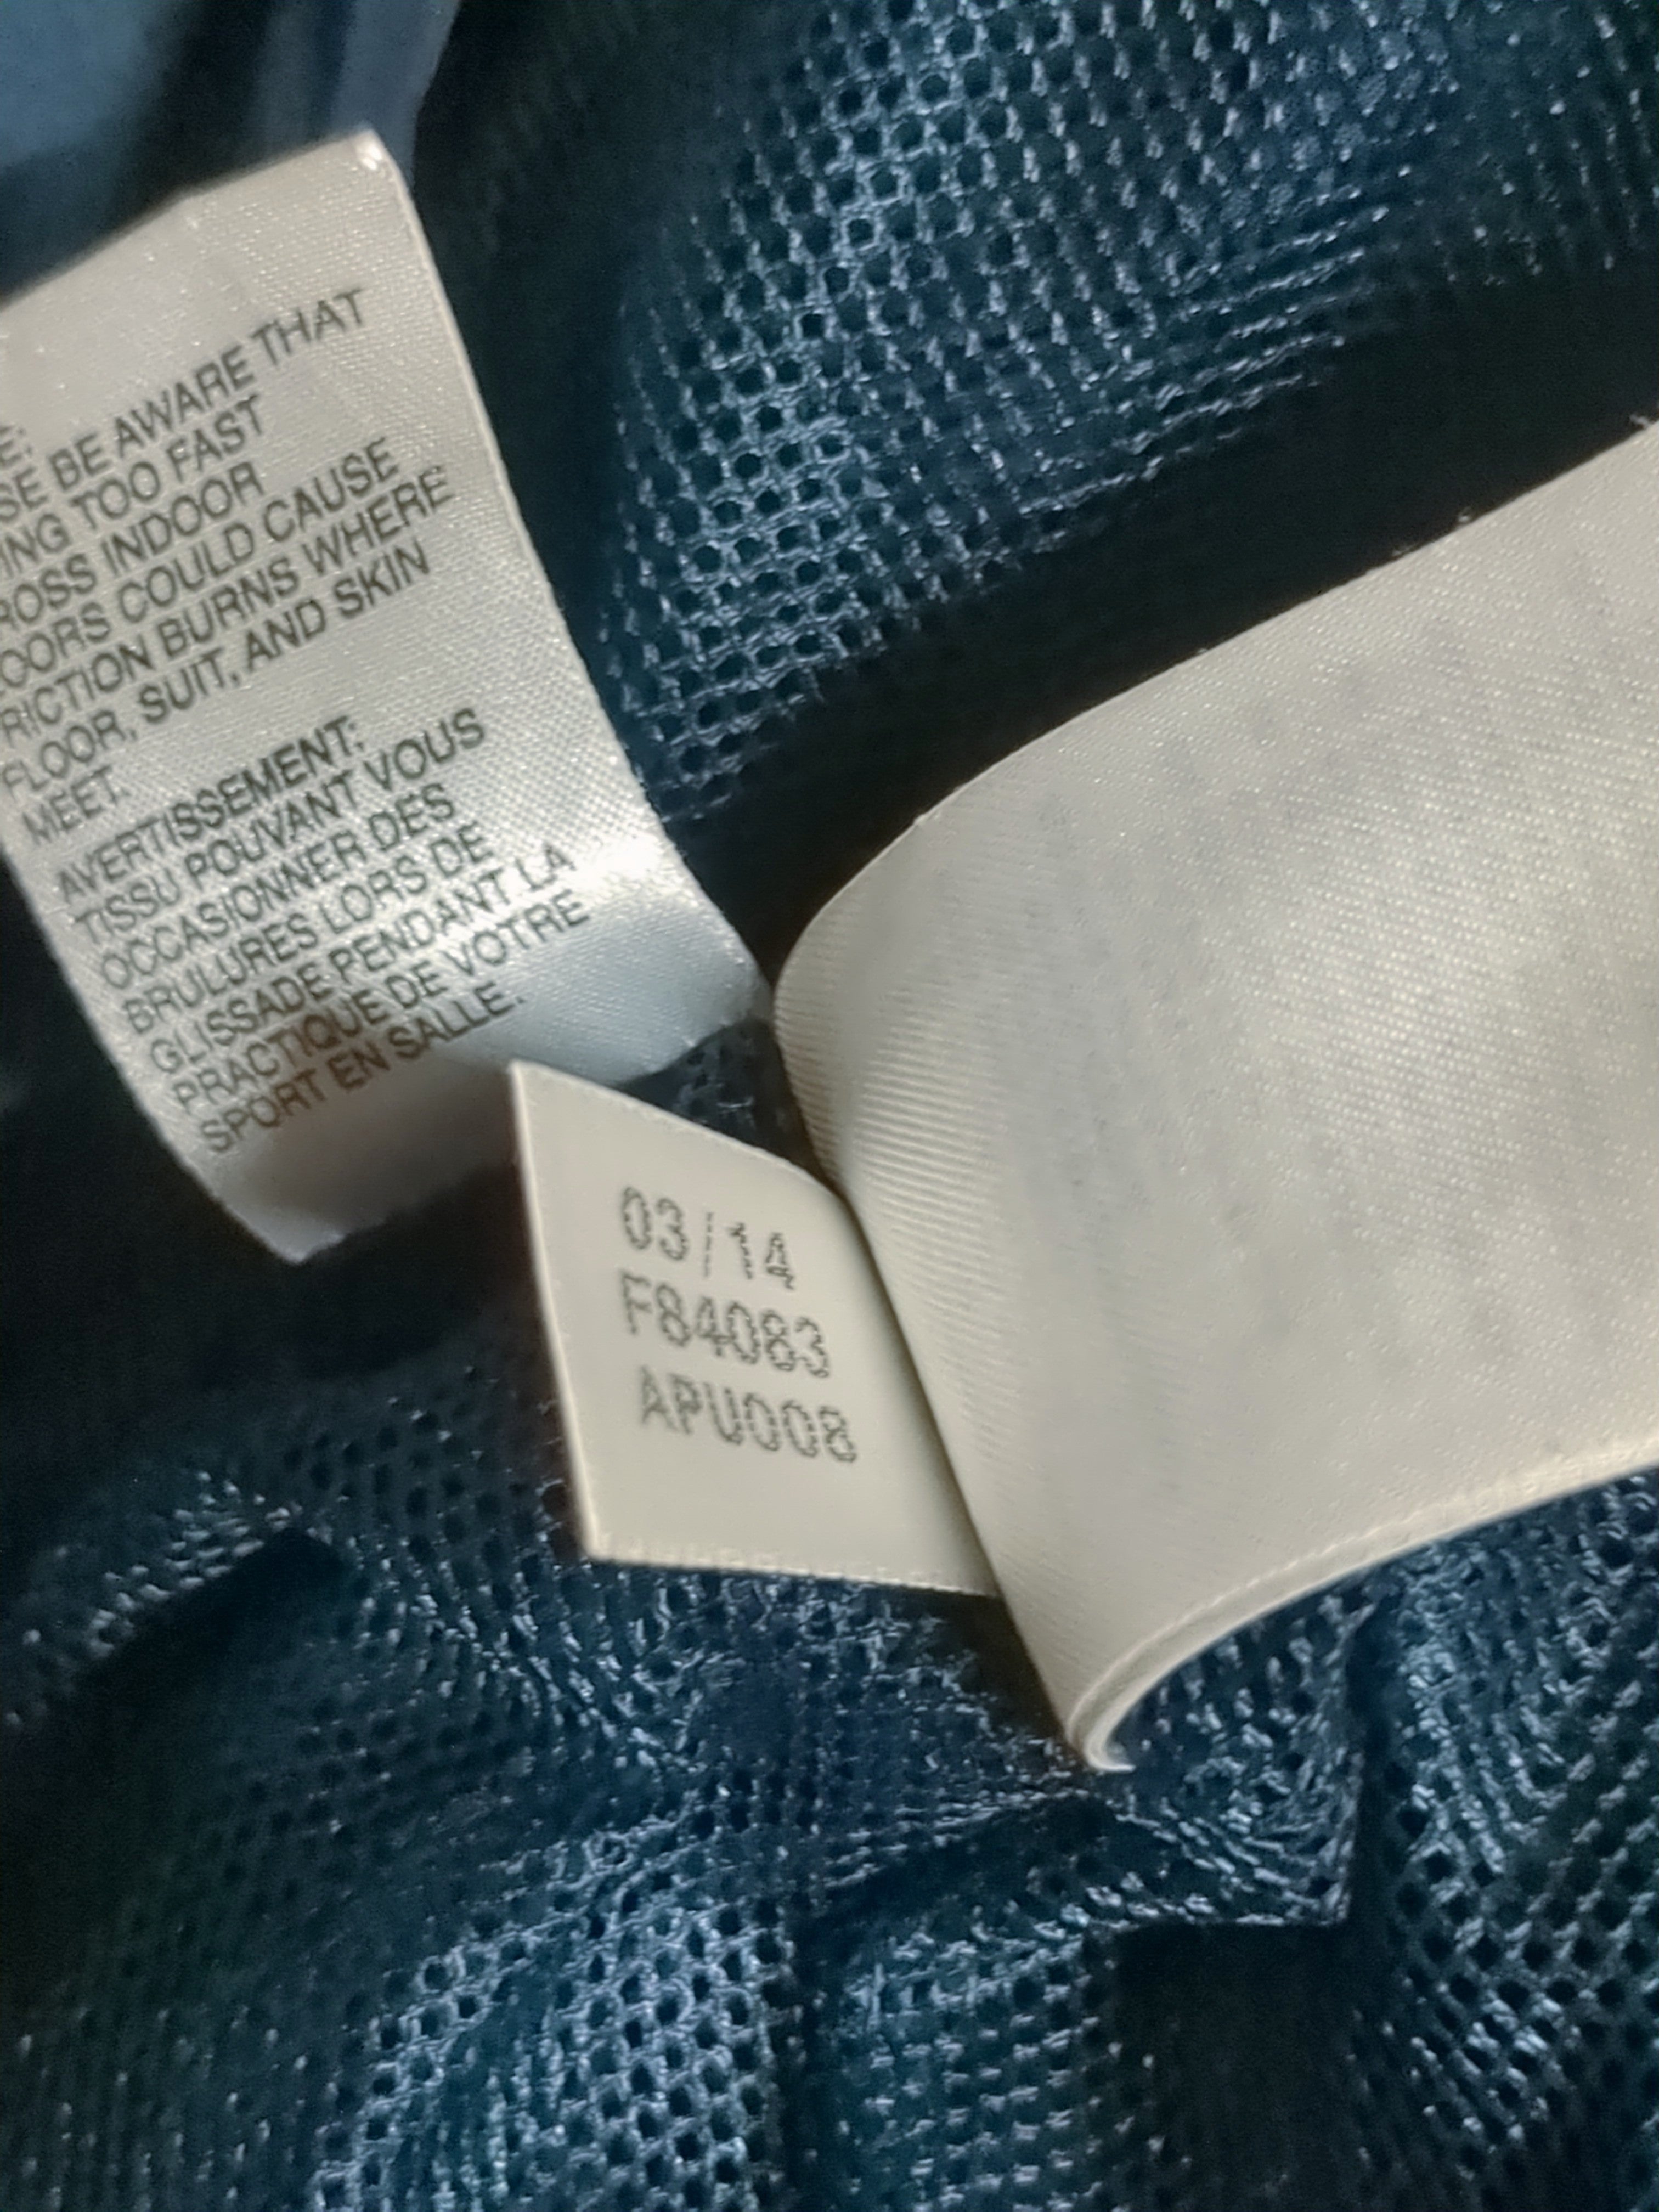 E:
SE BE AWARE THAT
ING TOO FAST
ROSS INDOOR
OORS COULD CAUSE
RICTION BURNS WHERE
FLOOR, SUIT, AND SKIN
MEET.
AVERTISSEMENT:
TISSU POUVANT VOUS
OCCASIONNER DES
BRULURES LORS DE
GLISSADE PENDANT LA
PRACTIQUE DE VOTRE
SPORT EN SALLE.
03/14
F84083
APU008